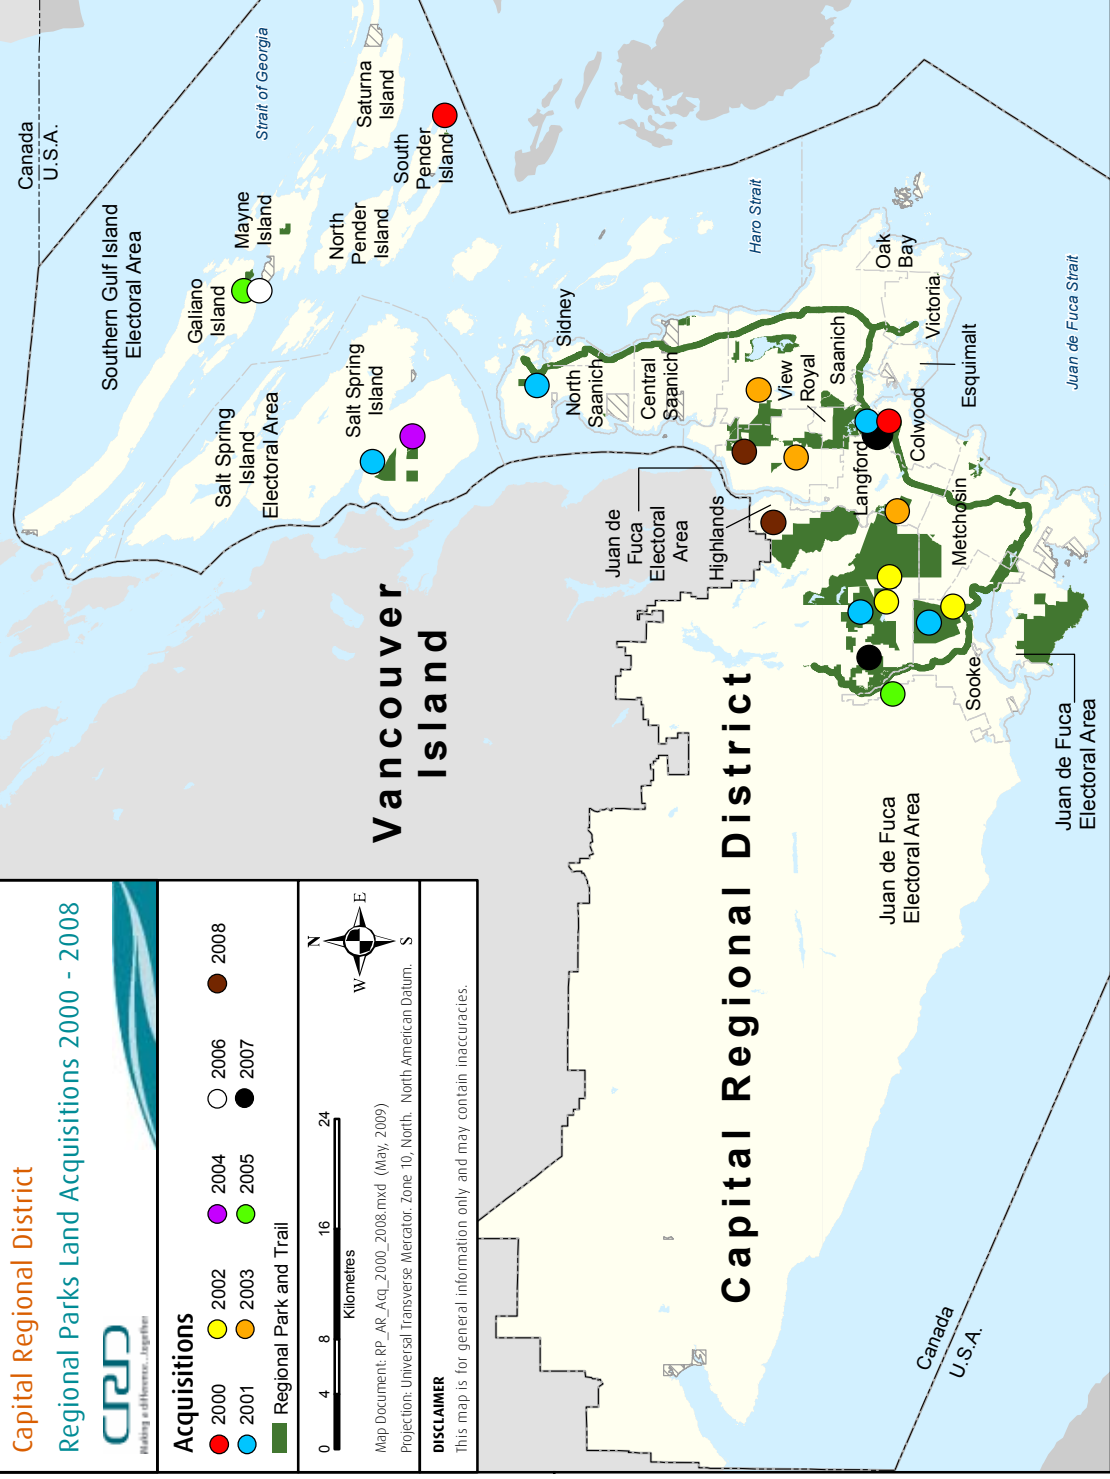 Capital Regional District
Regional Parks Land Acquisitions 2000 - 2008
CRD
Making a difference...together
Acquisitions
2000
2002
2004
2006
2008
2001
2003
2005
2007
Regional Park and Trail
0 4 8 16 24
Kilometres
N
W
E
S
Map Document: RP_AR_Acq_2000_2008.mxd (May, 2009)
Projection: Universal Transverse Mercator. Zone 10, North. North American Datum.
DISCLAIMER
This map is for general information only and may contain inaccuracies.
Canada
U.S.A.
Strait of Georgia
Southern Gulf Island
Electoral Area
Saturna
Island
South
Pender
Island
Mayne
Island
North
Pender
Island
Galiano
Island
Salt Spring
Island
Salt Spring
Island
Electoral Area
Vancouver
Island
Sidney
North
Saanich
Central
Saanich
Haro Strait
View
Royal
Saanich
Oak
Bay
Victoria
Esquimalt
Juan de Fuca Strait
Colwood
Langford
Juan de
Fuca
Electoral
Area
Highlands
Metchosin
Sooke
Juan de Fuca
Electoral Area
Juan de Fuca
Electoral Area
Capital Regional District
Canada
U.S.A.